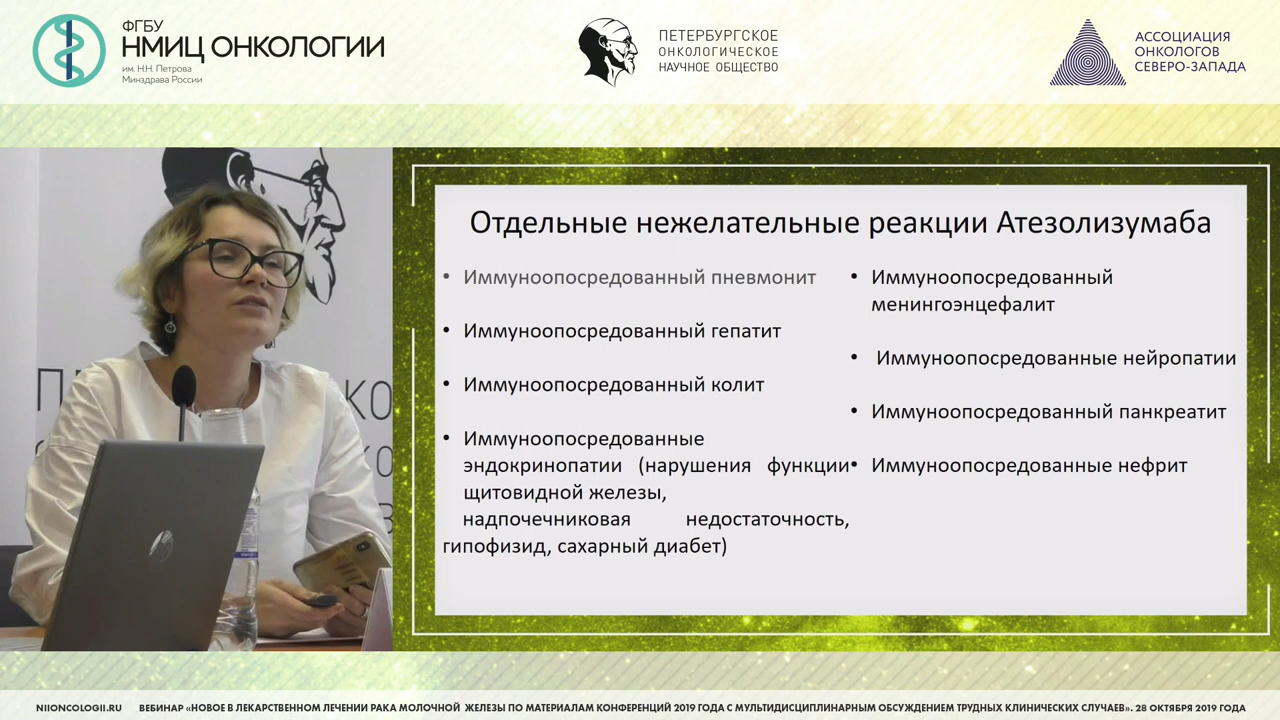 ФГБУ
НМИЦ ОНКОЛОГИИ
им. Н.Н. Петрова
Минздрава России
ПЕТЕРБУРГСКОЕ
ОНКОЛОГИЧЕСКОЕ
НАУЧНОЕ ОБЩЕСТВО
АССОЦИАЦИЯ
ОНКОЛОГОВ
СЕВЕРО-ЗАПАДА
Отдельные нежелательные реакции Атезолизумаба
• Иммуноопосредованный пневмонит
• Иммуноопосредованный гепатит
• Иммуноопосредованный колит
• Иммуноопосредованные
эндокринопатии (нарушения функции
щитовидной железы,
надпочечниковая недостаточность,
гипофизид, сахарный диабет)
• Иммуноопосредованный
менингоэнцефалит
• Иммуноопосредованные нейропатии
• Иммуноопосредованный панкреатит
• Иммуноопосредованные нефрит
NIIONCOLOGII.RU ВЕБИНАР «НОВОЕ В ЛЕКАРСТВЕННОМ ЛЕЧЕНИИ РАКА МОЛОЧНОЙ ЖЕЛЕЗЫ ПО МАТЕРИАЛАМ КОНФЕРЕНЦИЙ 2019 ГОДА С МУЛЬТИДИСЦИПЛИНАРНЫМ ОБСУЖДЕНИЕМ ТРУДНЫХ КЛИНИЧЕСКИХ СЛУЧАЕВ». 28 ОКТЯБРЯ 2019 ГОДА